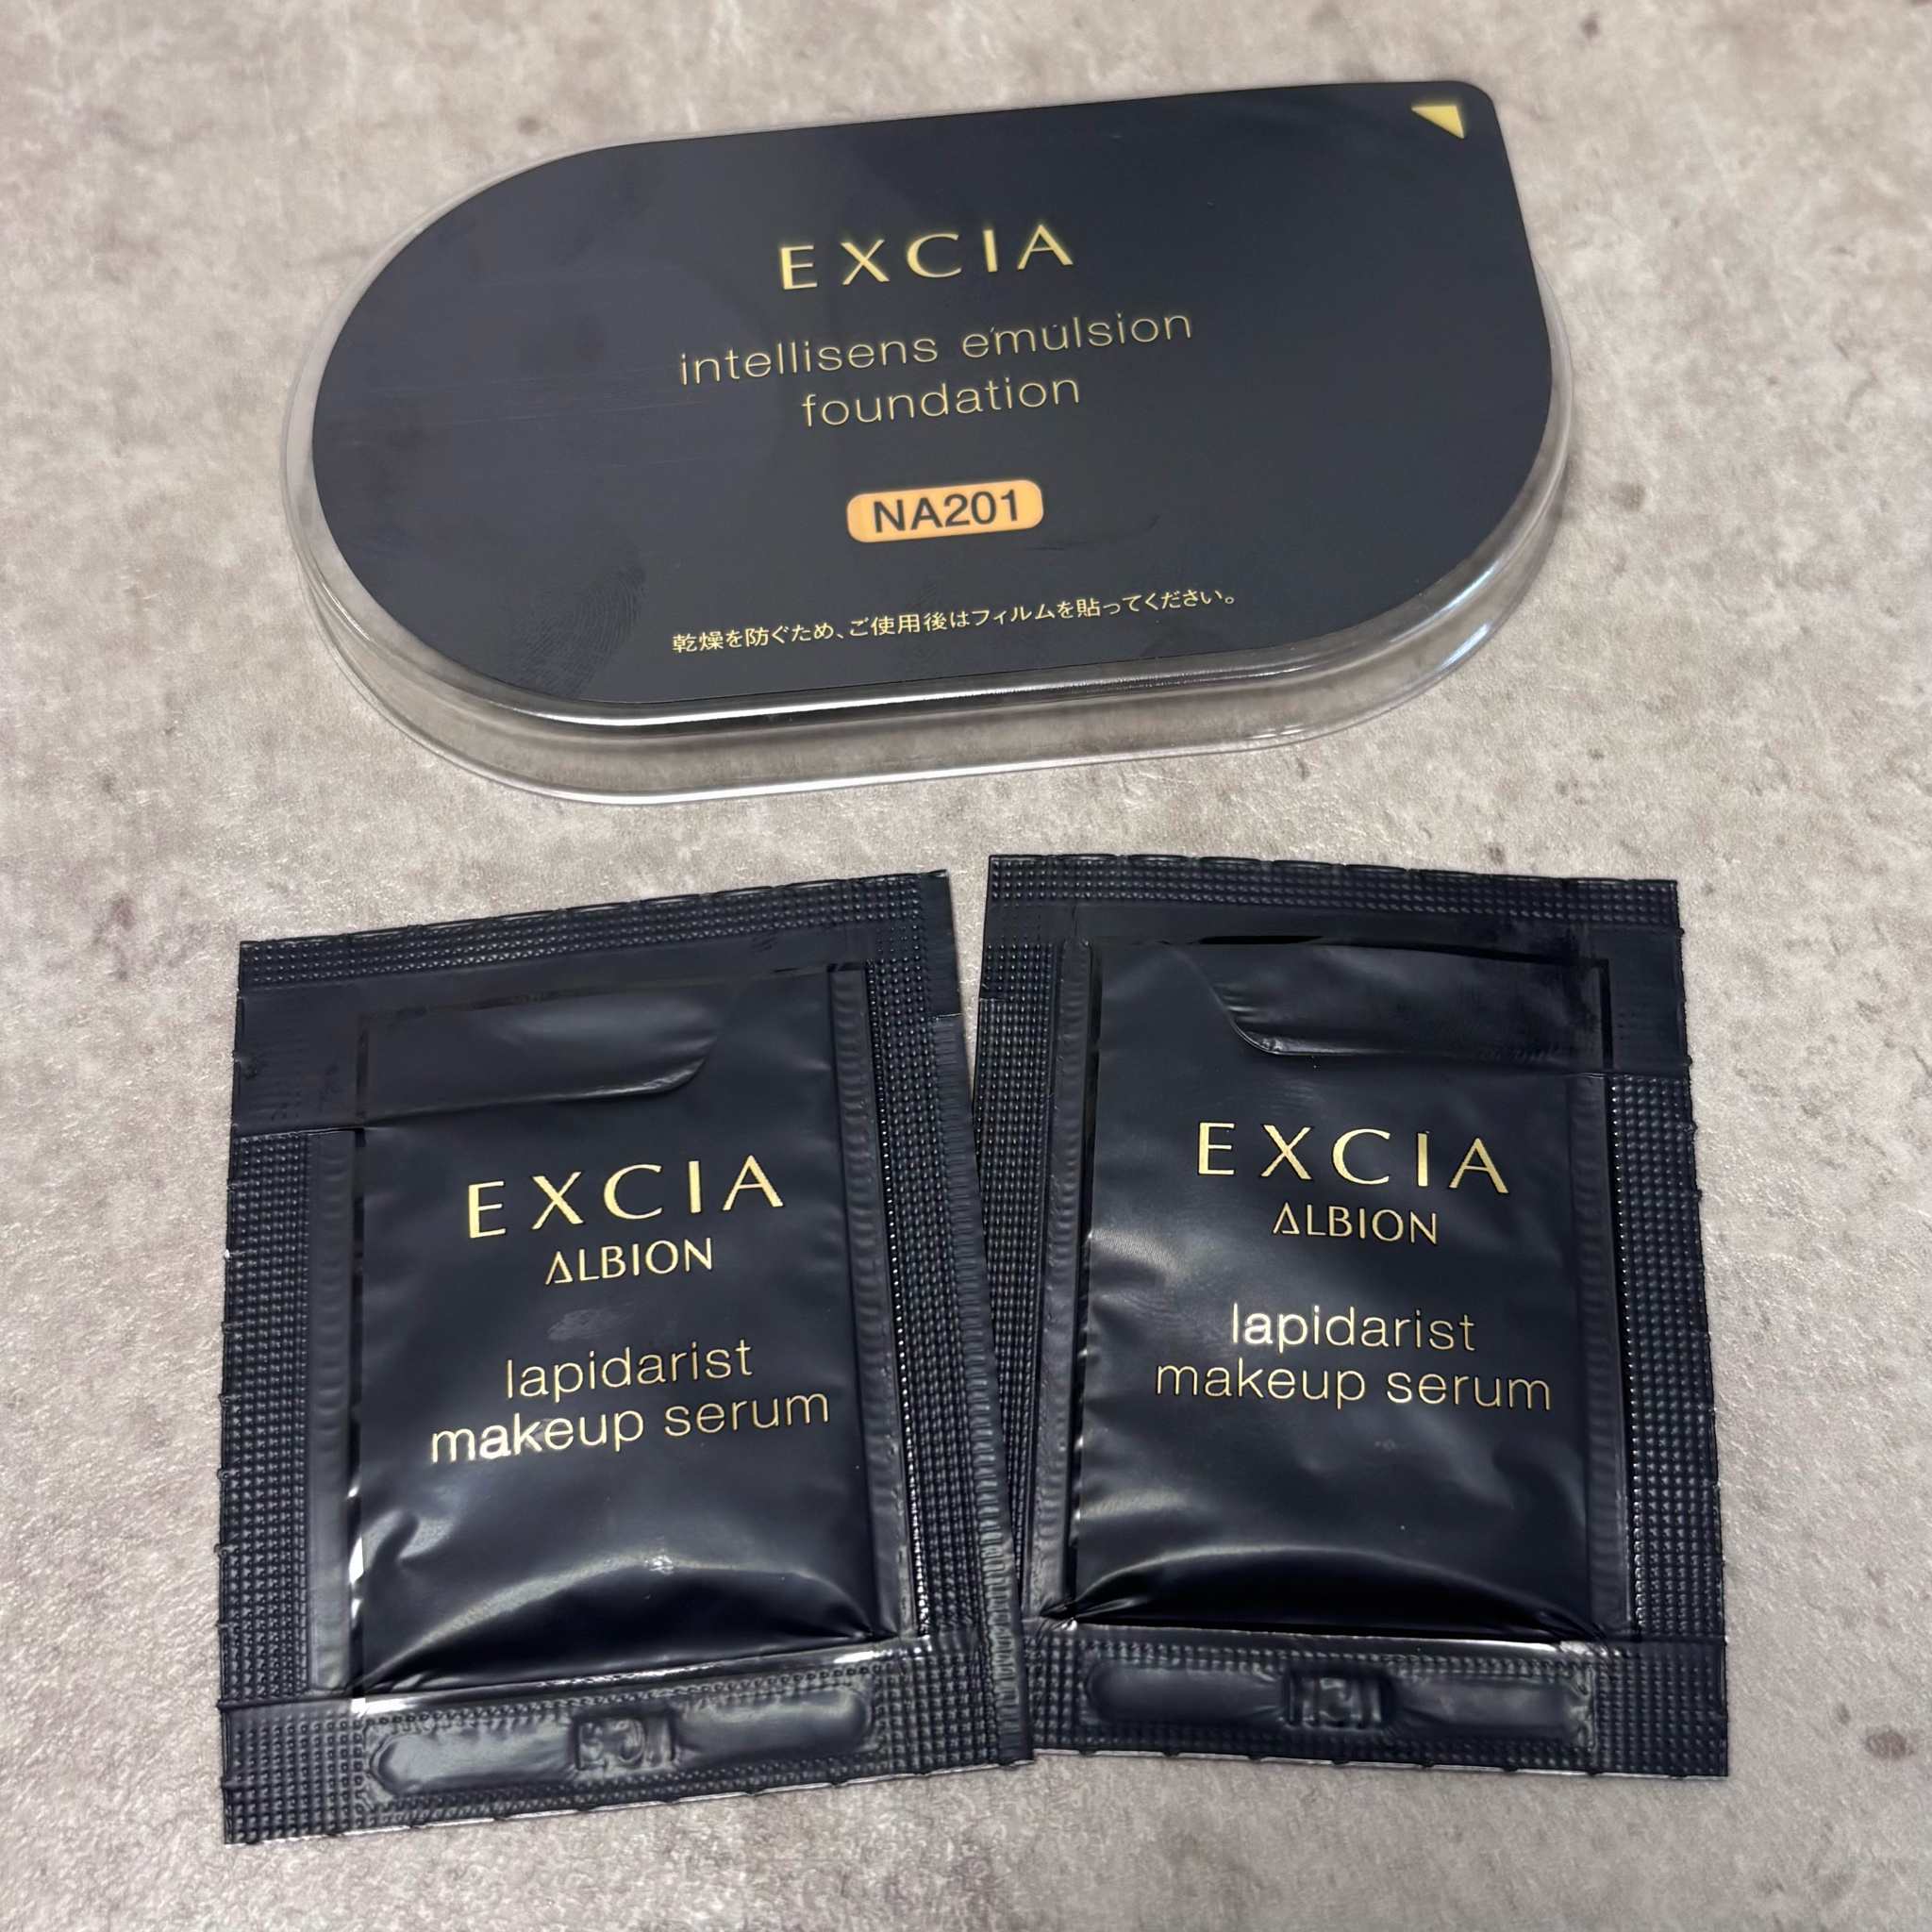 EXCIA
intellisens emulsion
foundation
NA201
乾燥を防ぐため、ご使用後はフィルムを貼ってください。
EXCIA
ALBION
lapidarist
makeup serum
EXCIA
ALBION
lapidarist
makeup serum